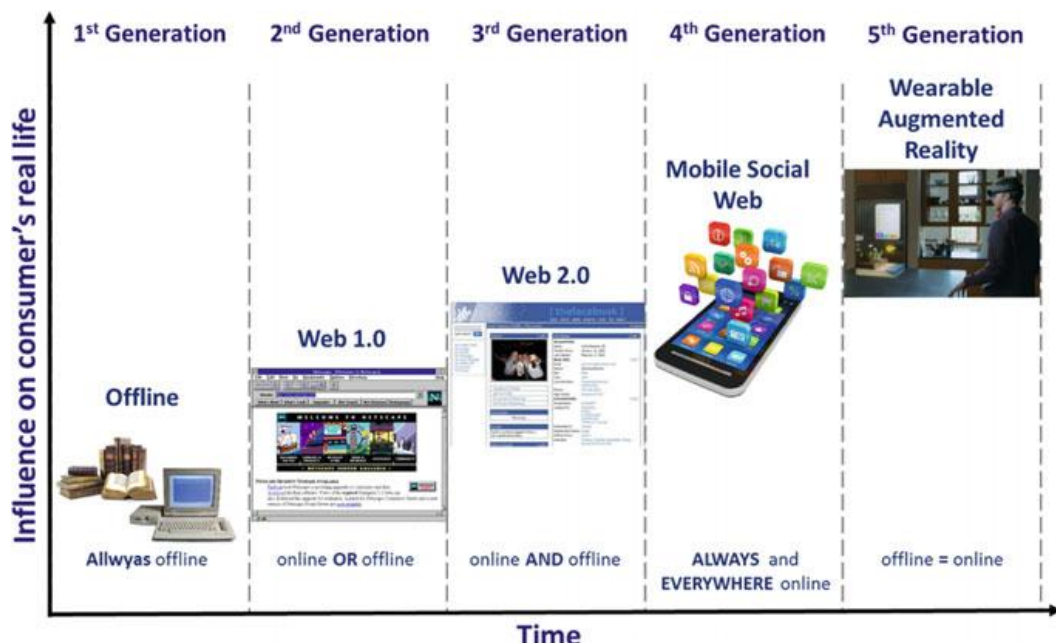 1st Generation
2nd Generation
3rd Generation
4th Generation
5th Generation
Influence on consumer's real life
Offline
Web 1.0
Web 2.0
Mobile Social
Web
Wearable
Augmented
Reality
WELCOME TO NETSCAPE
[thefacebook]
Allwyas offline
online OR offline
online AND offline
ALWAYS and
EVERYWHERE online
offline = online
Time